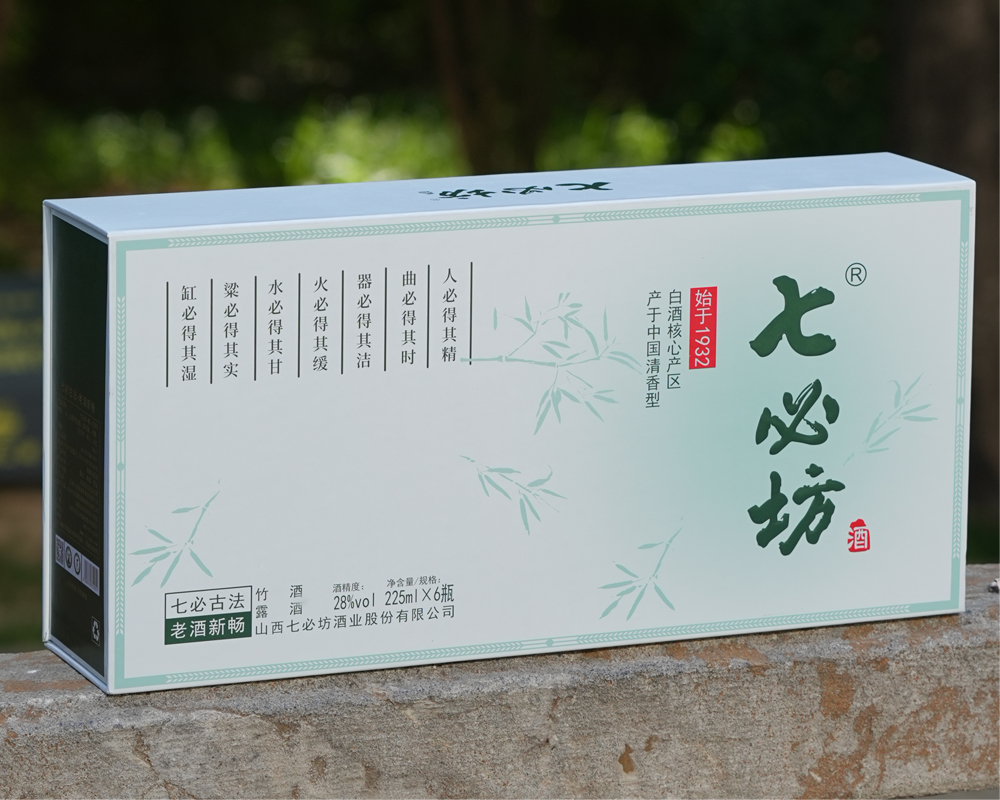 七必坊
人必得其精
曲必得其时
器必得其洁
火必得其缓
水必得其甘
粱必得其实
缸必得其湿
七必坊®
酒
始于1932
白酒核心产区
产于中国清香型
七必古法
老酒新畅
竹 酒
露 酒
酒精度：
28%vol
净含量/规格：
225ml×6瓶
山西七必坊酒业股份有限公司